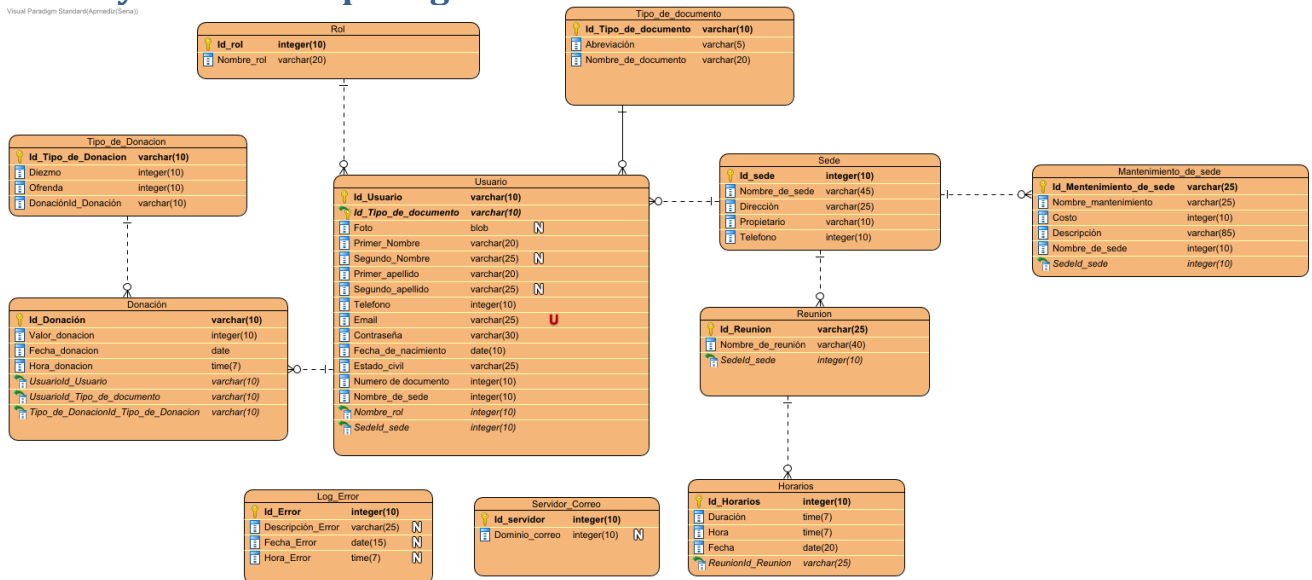 Visual Paradigm Standard(Apmediz(Sena))
Rol
Id_rol integer(10)
Nombre_rol varchar(20)
Tipo_de_documento
Id_Tipo_de_documento varchar(10)
Abreviación varchar(5)
Nombre_de_documento varchar(20)
Tipo_de_Donacion
Id_Tipo_de_Donacion varchar(10)
Diezmo integer(10)
Ofrenda integer(10)
DonaciónId_Donación varchar(10)
Usuario
Id_Usuario varchar(10)
Id_Tipo_de_documento varchar(10)
Foto blob N
Primer_Nombre varchar(20)
Segundo_Nombre varchar(25) N
Primer_apellido varchar(20)
Segundo_apellido varchar(25) N
Telefono integer(10)
Email varchar(25) U
Contraseña varchar(30)
Fecha_de_nacimiento date(10)
Estado_civil varchar(25)
Numero de documento integer(10)
Nombre_de_sede integer(10)
Nombre_rol integer(10)
SedeId_sede integer(10)
Sede
Id_sede integer(10)
Nombre_de_sede varchar(45)
Dirección varchar(25)
Propietario varchar(10)
Telefono integer(10)
Mantenimiento_de_sede
Id_Mentenimiento_de_sede varchar(25)
Nombre_mantenimiento varchar(25)
Costo integer(10)
Descripción varchar(85)
Nombre_de_sede integer(10)
SedeId_sede integer(10)
Donación
Id_Donación varchar(10)
Valor_donacion integer(10)
Fecha_donacion date
Hora_donacion time(7)
UsuarioId_Usuario varchar(10)
UsuarioId_Tipo_de_documento varchar(10)
Tipo_de_DonacionId_Tipo_de_Donacion varchar(10)
Reunion
Id_Reunion varchar(25)
Nombre_de_reunión varchar(40)
SedeId_sede integer(10)
Log_Error
Id_Error integer(10)
Descripción_Error varchar(25) N
Fecha_Error date(15) N
Hora_Error time(7) N
Servidor_Correo
Id_servidor integer(10)
Dominio_correo integer(10) N
Horarios
Id_Horarios integer(10)
Duración time(7)
Hora time(7)
Fecha date(20)
ReunionId_Reunion varchar(25)